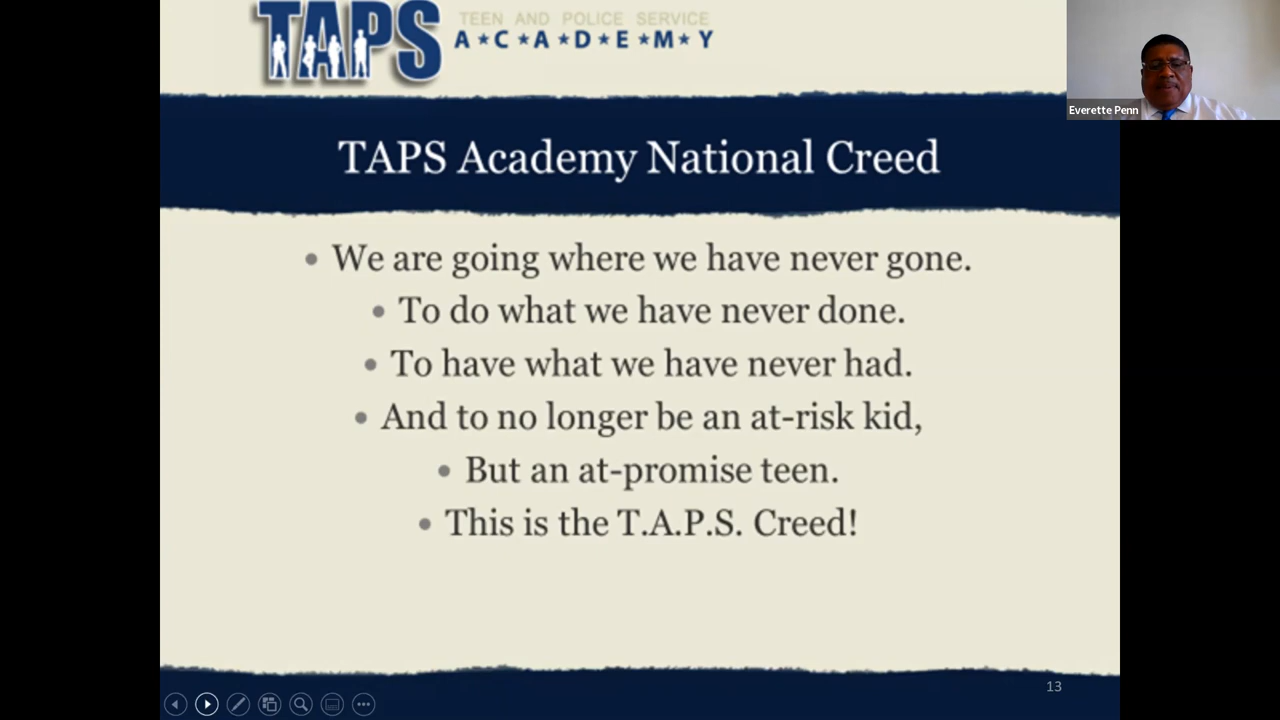 TAPS
TEEN AND POLICE SERVICE
A★C★A★D★E★M★Y
Everette Penn
TAPS Academy National Creed
• We are going where we have never gone.
• To do what we have never done.
• To have what we have never had.
• And to no longer be an at-risk kid,
• But an at-promise teen.
• This is the T.A.P.S. Creed!
13